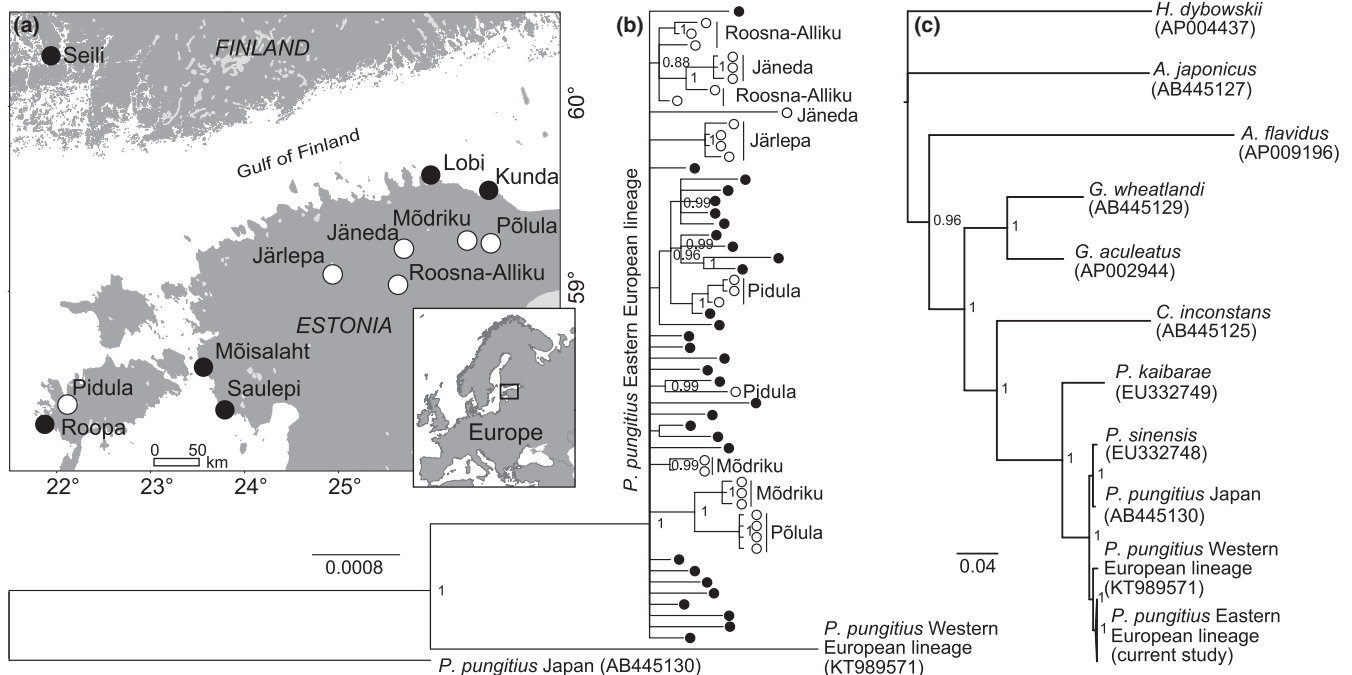 (a)
FINLAND
Seili
60°
Gulf of Finland
Lobi
Kunda
Mõdriku
Põlula
Jäneda
Järlepa
Roosna-Alliku
59°
ESTONIA
Mõisalaht
Saulepi
Pidula
Roopa
Europe
0 50
km
22° 23° 24° 25°
(b)
P. pungitius Eastern European lineage
1
Roosna-Alliku
0.88
1
Jäneda
1
Roosna-Alliku
Jäneda
1
Järlepa
0.99
0.99
0.96
1
Pidula
1
0.99
Pidula
0.99
Mõdriku
1
Mõdriku
1
1
1
Põlula
0.0008
1
P. pungitius Western
European lineage
(KT989571)
P. pungitius Japan (AB445130)
(c)
H. dybowskii
(AP004437)
A. japonicus
(AB445127)
A. flavidus
(AP009196)
0.96
G. wheatlandi
(AB445129)
1
G. aculeatus
(AP002944)
1
C. inconstans
(AB445125)
1
P. kaibarae
(EU332749)
1
P. sinensis
(EU332748)
1
P. pungitius Japan
(AB445130)
1
P. pungitius Western
European lineage
(KT989571)
1
P. pungitius Eastern
European lineage
(current study)
1
0.04